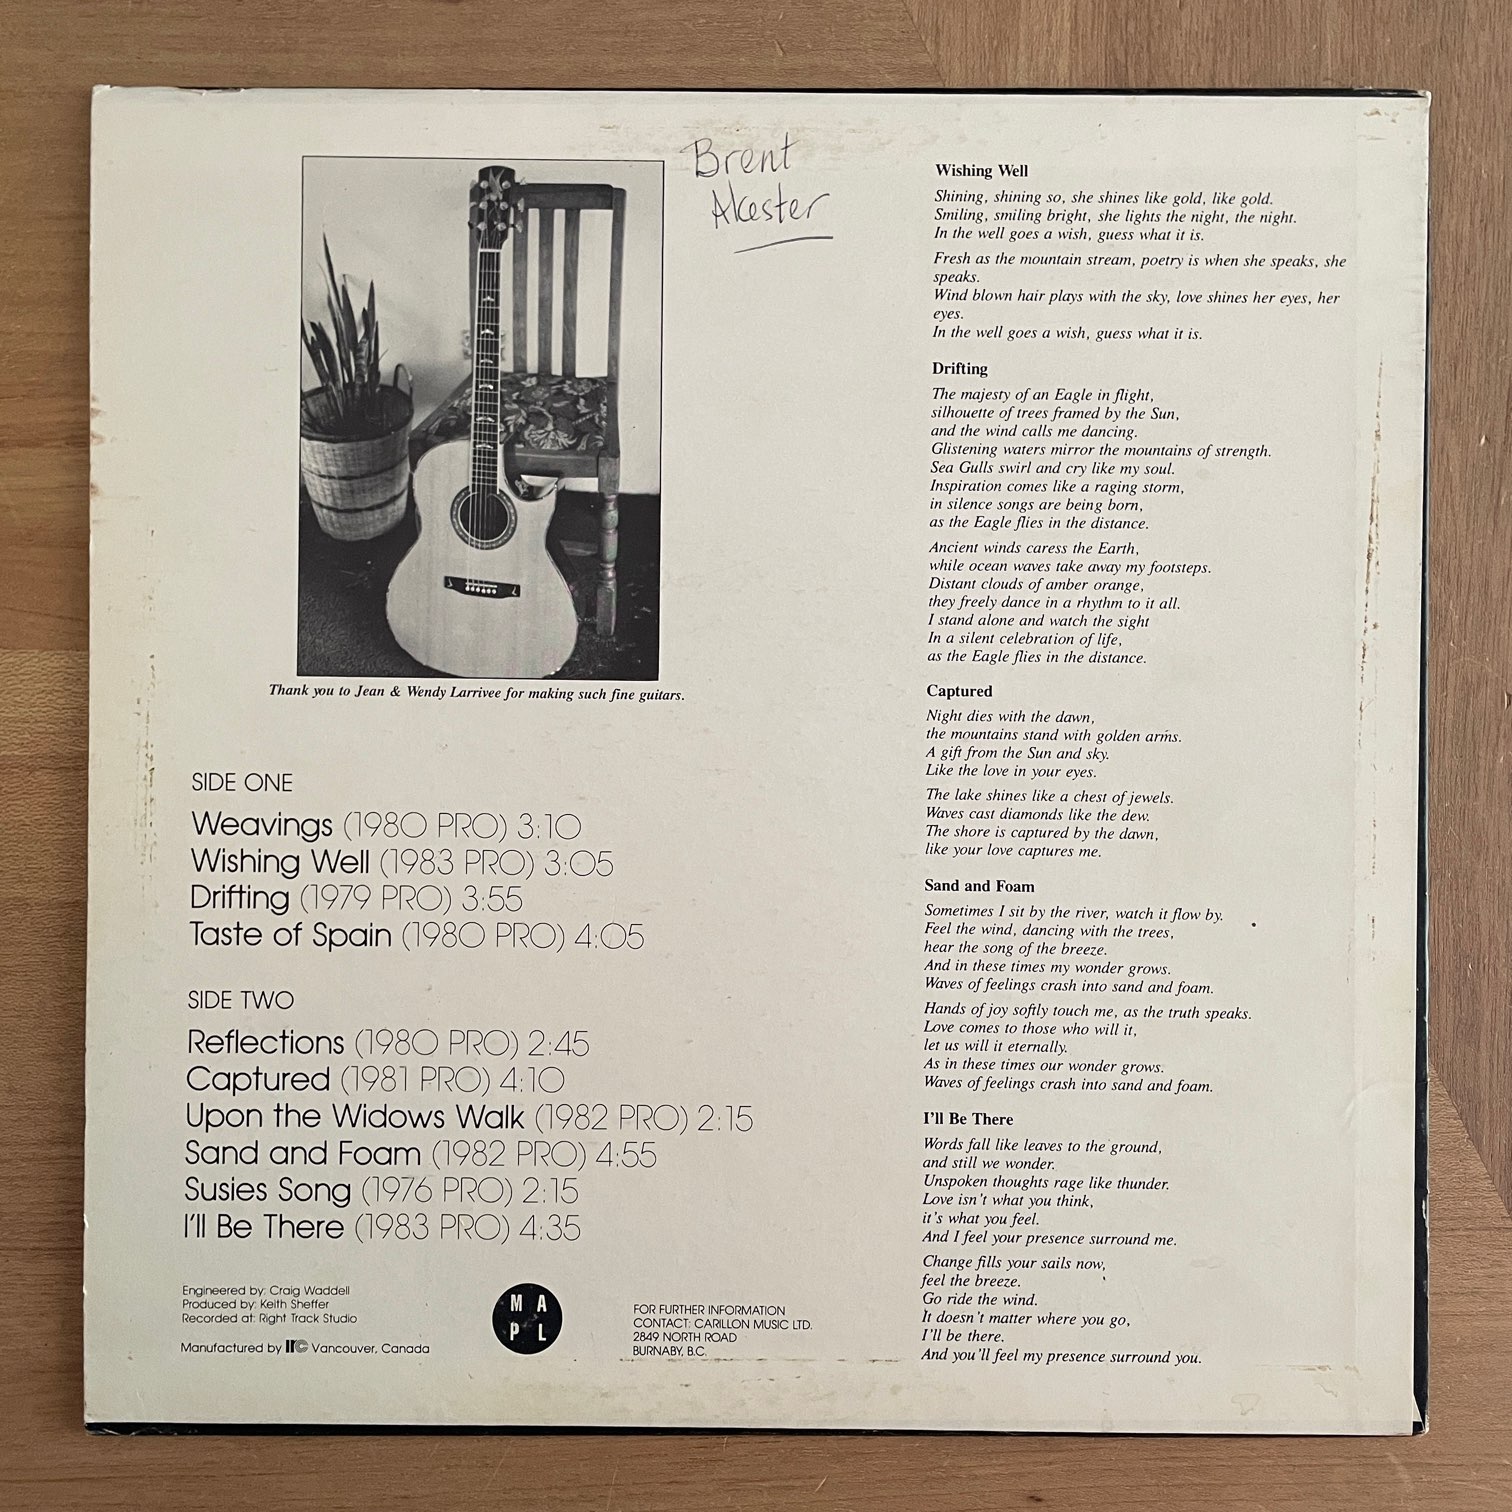 Brent
Akester
Thank you to Jean & Wendy Larrivee for making such fine guitars.
SIDE ONE
Weavings (1980 PRO) 3:10
Wishing Well (1983 PRO) 3:05
Drifting (1979 PRO) 3:55
Taste of Spain (1980 PRO) 4:05
SIDE TWO
Reflections (1980 PRO) 2:45
Captured (1981 PRO) 4:10
Upon the Widows Walk (1982 PRO) 2:15
Sand and Foam (1982 PRO) 4:55
Susies Song (1976 PRO) 2:15
I'll Be There (1983 PRO) 4:35
Engineered by: Craig Waddell
Produced by: Keith Sheffer
Recorded at: Right Track Studio
Manufactured by IRC Vancouver, Canada
M A
P L
FOR FURTHER INFORMATION
CONTACT: CARILLON MUSIC LTD.
2849 NORTH ROAD
BURNABY, B.C.
Wishing Well
Shining, shining so, she shines like gold, like gold.
Smiling, smiling bright, she lights the night, the night.
In the well goes a wish, guess what it is.
Fresh as the mountain stream, poetry is when she speaks, she
speaks.
Wind blown hair plays with the sky, love shines her eyes, her
eyes.
In the well goes a wish, guess what it is.
Drifting
The majesty of an Eagle in flight,
silhouette of trees framed by the Sun,
and the wind calls me dancing.
Glistening waters mirror the mountains of strength.
Sea Gulls swirl and cry like my soul.
Inspiration comes like a raging storm,
in silence songs are being born,
as the Eagle flies in the distance.
Ancient winds caress the Earth,
while ocean waves take away my footsteps.
Distant clouds of amber orange,
they freely dance in a rhythm to it all.
I stand alone and watch the sight
In a silent celebration of life,
as the Eagle flies in the distance.
Captured
Night dies with the dawn,
the mountains stand with golden arms.
A gift from the Sun and sky.
Like the love in your eyes.
The lake shines like a chest of jewels.
Waves cast diamonds like the dew.
The shore is captured by the dawn,
like your love captures me.
Sand and Foam
Sometimes I sit by the river, watch it flow by.
Feel the wind, dancing with the trees,
hear the song of the breeze.
And in these times my wonder grows.
Waves of feelings crash into sand and foam.
Hands of joy softly touch me, as the truth speaks.
Love comes to those who will it,
let us will it eternally.
As in these times our wonder grows.
Waves of feelings crash into sand and foam.
I'll Be There
Words fall like leaves to the ground,
and still we wonder.
Unspoken thoughts rage like thunder.
Love isn't what you think,
it's what you feel.
And I feel your presence surround me.
Change fills your sails now,
feel the breeze.
Go ride the wind.
It doesn't matter where you go,
I'll be there.
And you'll feel my presence surround you.